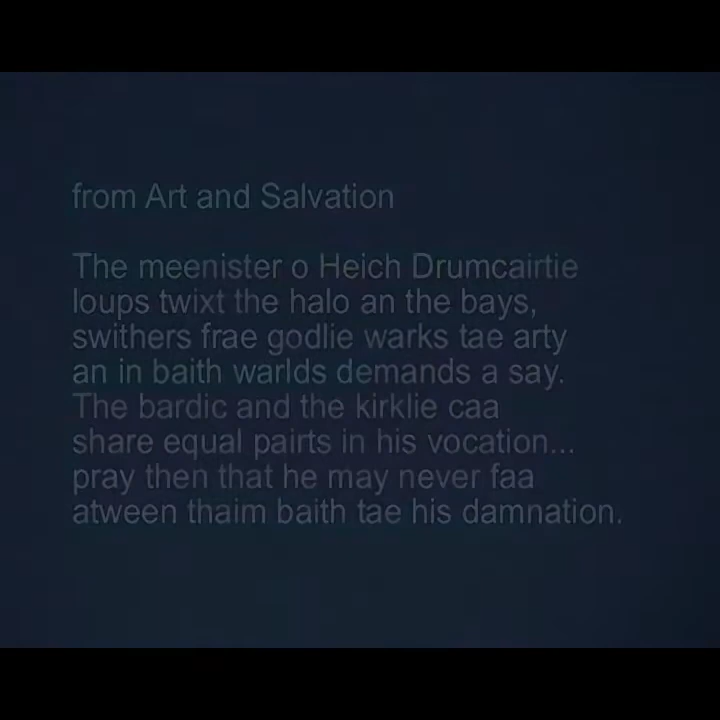 from Art and Salvation
The meenister o Heich Drumcairtie
loups twixt the halo an the bays,
swithers frae godlie warks tae arty
an in baith warlds demands a say.
The bardic and the kirklie caa
share equal pairts in his vocation...
pray then that he may never faa
atween thaim baith tae his damnation.